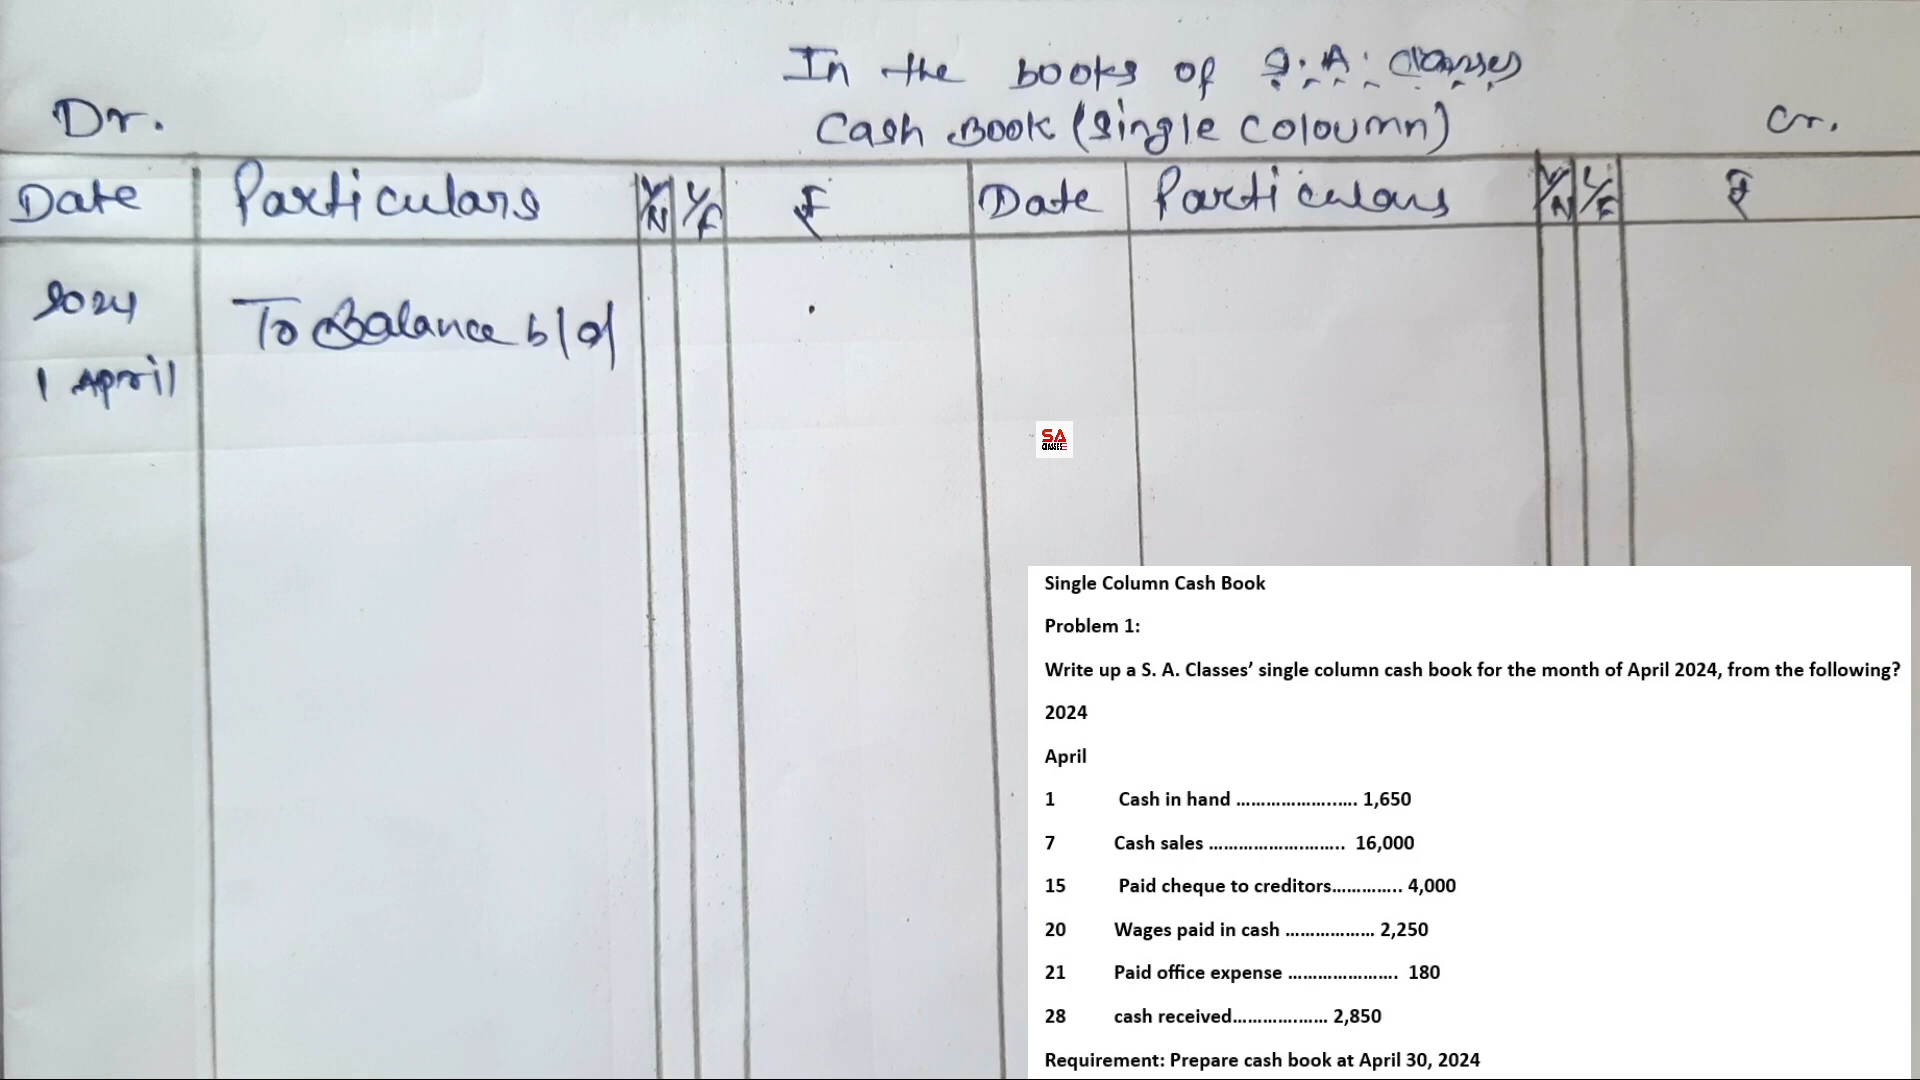 In the books of S. A. Classes
Dr. Cash Book (Single Coloumn) Cr.
Date Particulars V/N L/F ₹ Date Particulars V/N L/F ₹
2024 To Balance b/d
1 April
SA
CLASSES
Single Column Cash Book
Problem 1:
Write up a S. A. Classes’ single column cash book for the month of April 2024, from the following?
2024
April
1 Cash in hand ………………...…. 1,650
7 Cash sales ……………………….. 16,000
15 Paid cheque to creditors………….. 4,000
20 Wages paid in cash ……………… 2,250
21 Paid office expense …………………. 180
28 cash received……………… 2,850
Requirement: Prepare cash book at April 30, 2024